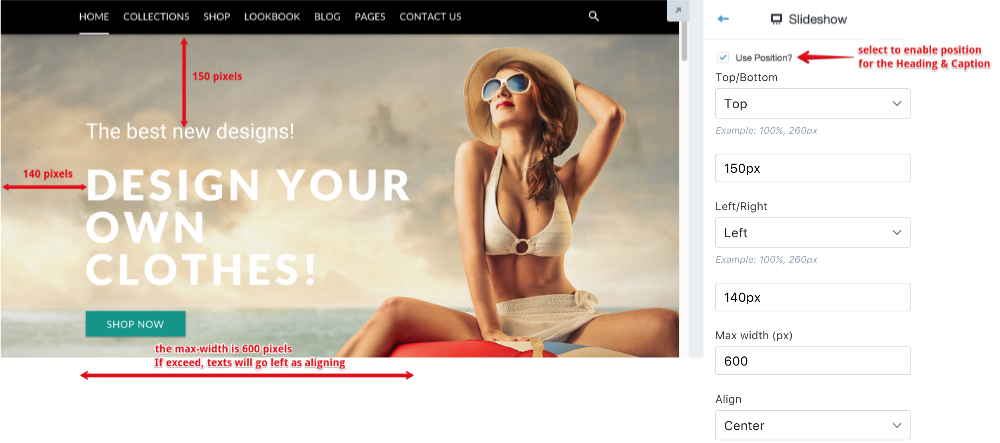 HOME COLLECTIONS SHOP LOOKBOOK BLOG PAGES CONTACT US
150 pixels
The best new designs!
140 pixels
DESIGN YOUR
OWN
CLOTHES!
SHOP NOW
the max-width is 600 pixels
If exceed, texts will go left as aligning
Slideshow
Use Position?
select to enable position
for the Heading & Caption
Top/Bottom
Top
Example: 100%, 260px
150px
Left/Right
Left
Example: 100%, 260px
140px
Max width (px)
600
Align
Center